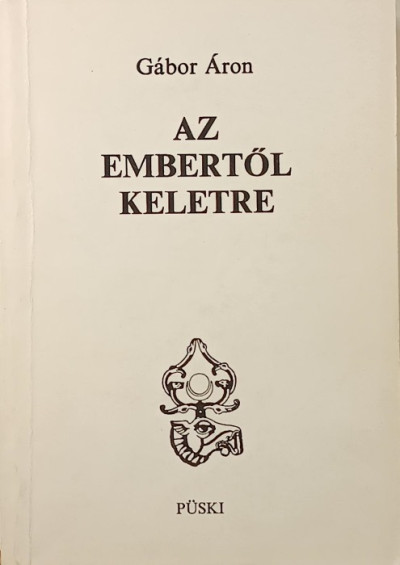 Gábor Áron
AZ
EMBERTŐL
KELETRE
PÜSKI